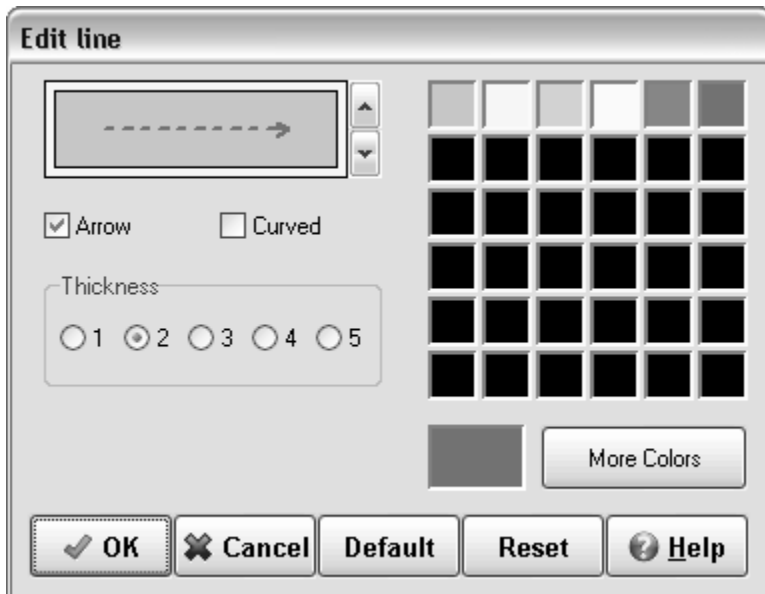 Edit line
Arrow
Curved
Thickness
1 2 3 4 5
More Colors
OK Cancel Default Reset Help